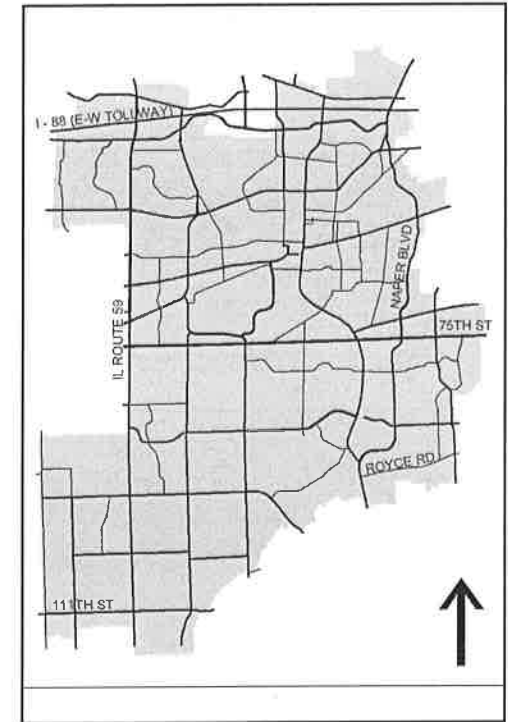 I - 88 (E-W TOLLWAY)
NAPER BLVD
IL ROUTE 59
75TH ST
ROYCE RD
111TH ST